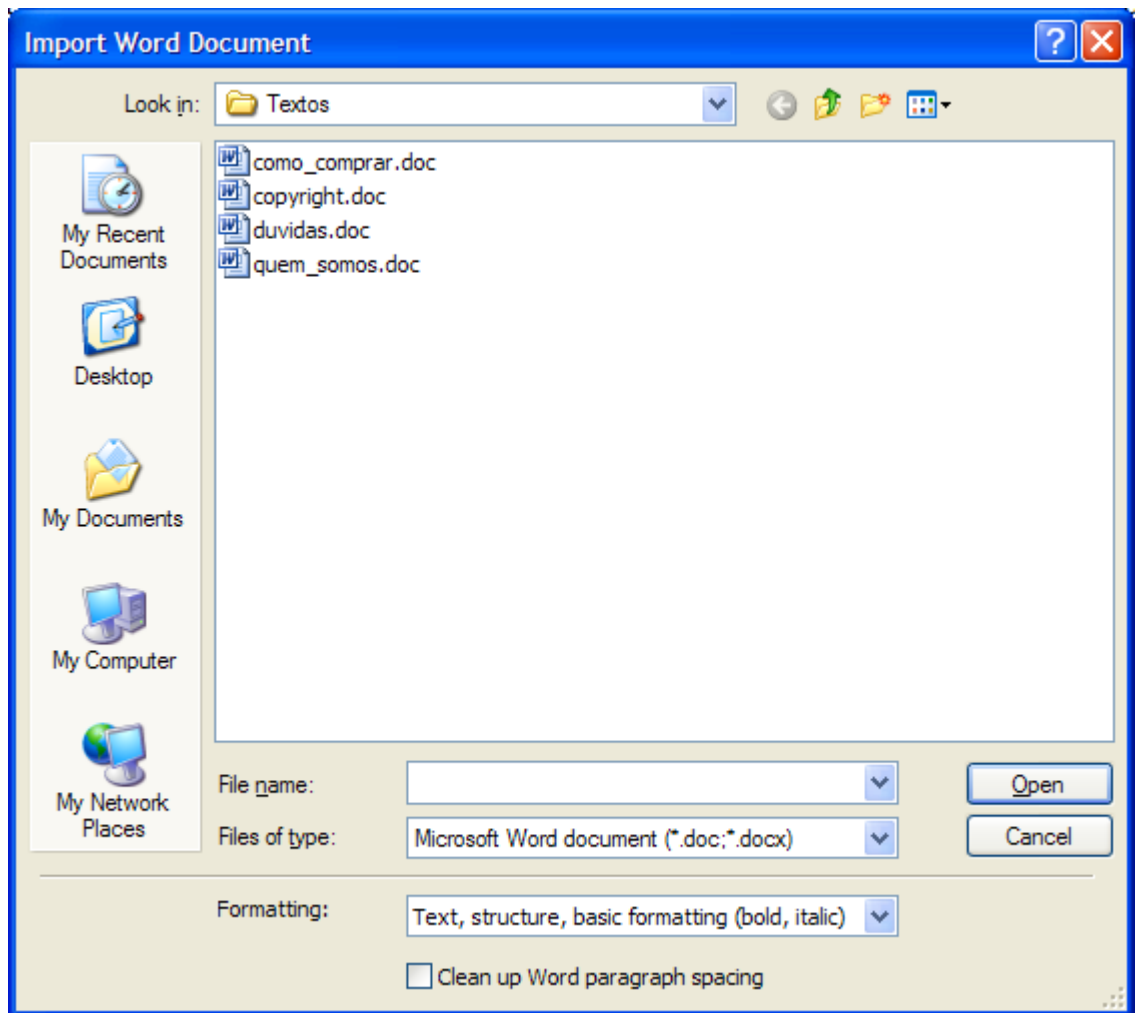 Import Word Document
Look in:
Textos
My Recent
Documents
Desktop
My Documents
My Computer
My Network
Places
como_comprar.doc
copyright.doc
duvidas.doc
quem_somos.doc
File name:
Open
Files of type:
Microsoft Word document (*.doc;*.docx)
Cancel
Formatting:
Text, structure, basic formatting (bold, italic)
Clean up Word paragraph spacing